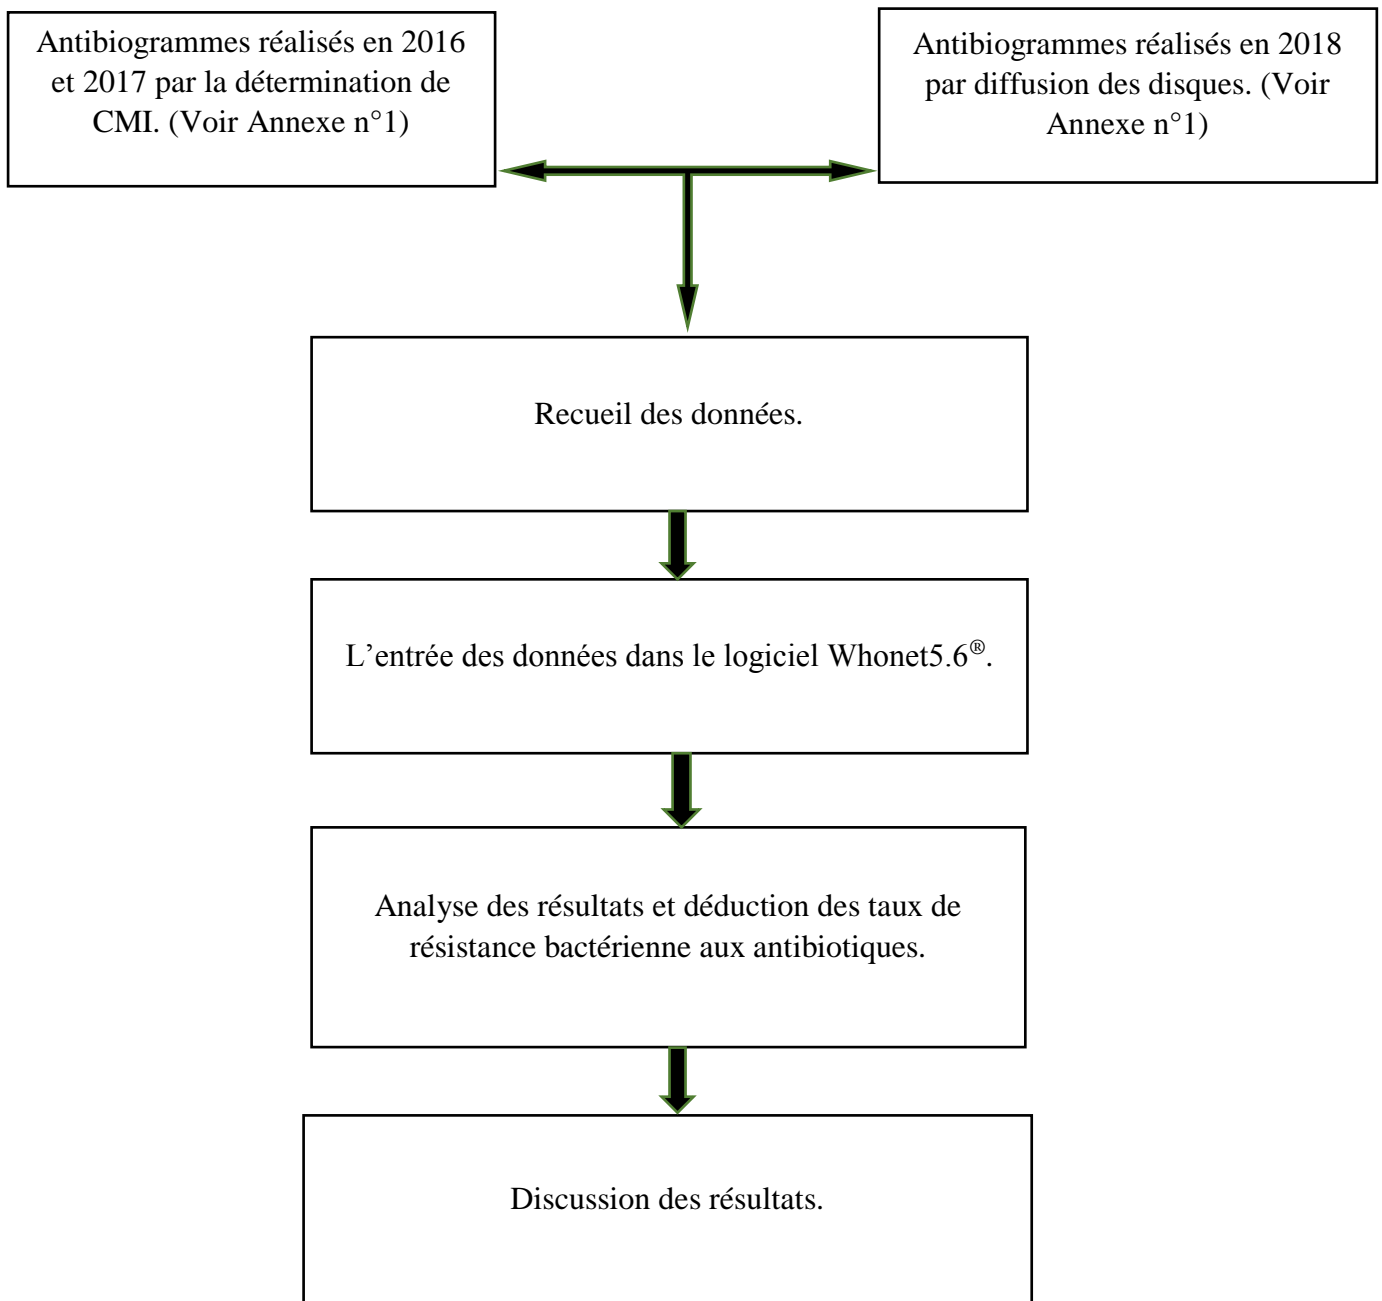 Antibiogrammes réalisés en 2016
et 2017 par la détermination de
CMI. (Voir Annexe n°1)
Antibiogrammes réalisés en 2018
par diffusion des disques. (Voir
Annexe n°1)
Recueil des données.
L’entrée des données dans le logiciel Whonet5.6®.
Analyse des résultats et déduction des taux de
résistance bactérienne aux antibiotiques.
Discussion des résultats.